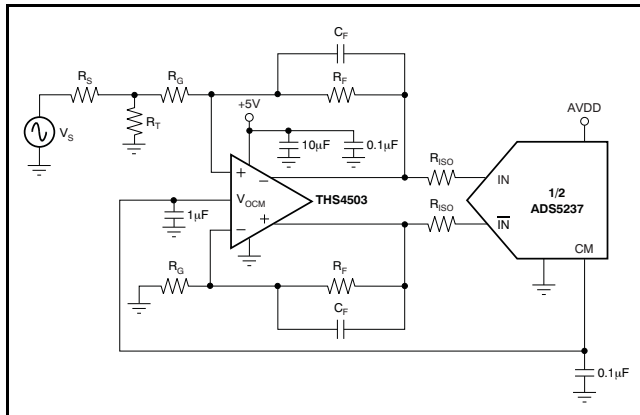 C_F
R_S
R_G
R_F
+5V
AVDD
V_S
R_T
10µF
0.1µF
R_ISO
IN
+
−
V_OCM
THS4503
1/2
ADS5237
1µF
−
+
R_ISO
IN
CM
R_G
R_F
C_F
0.1µF